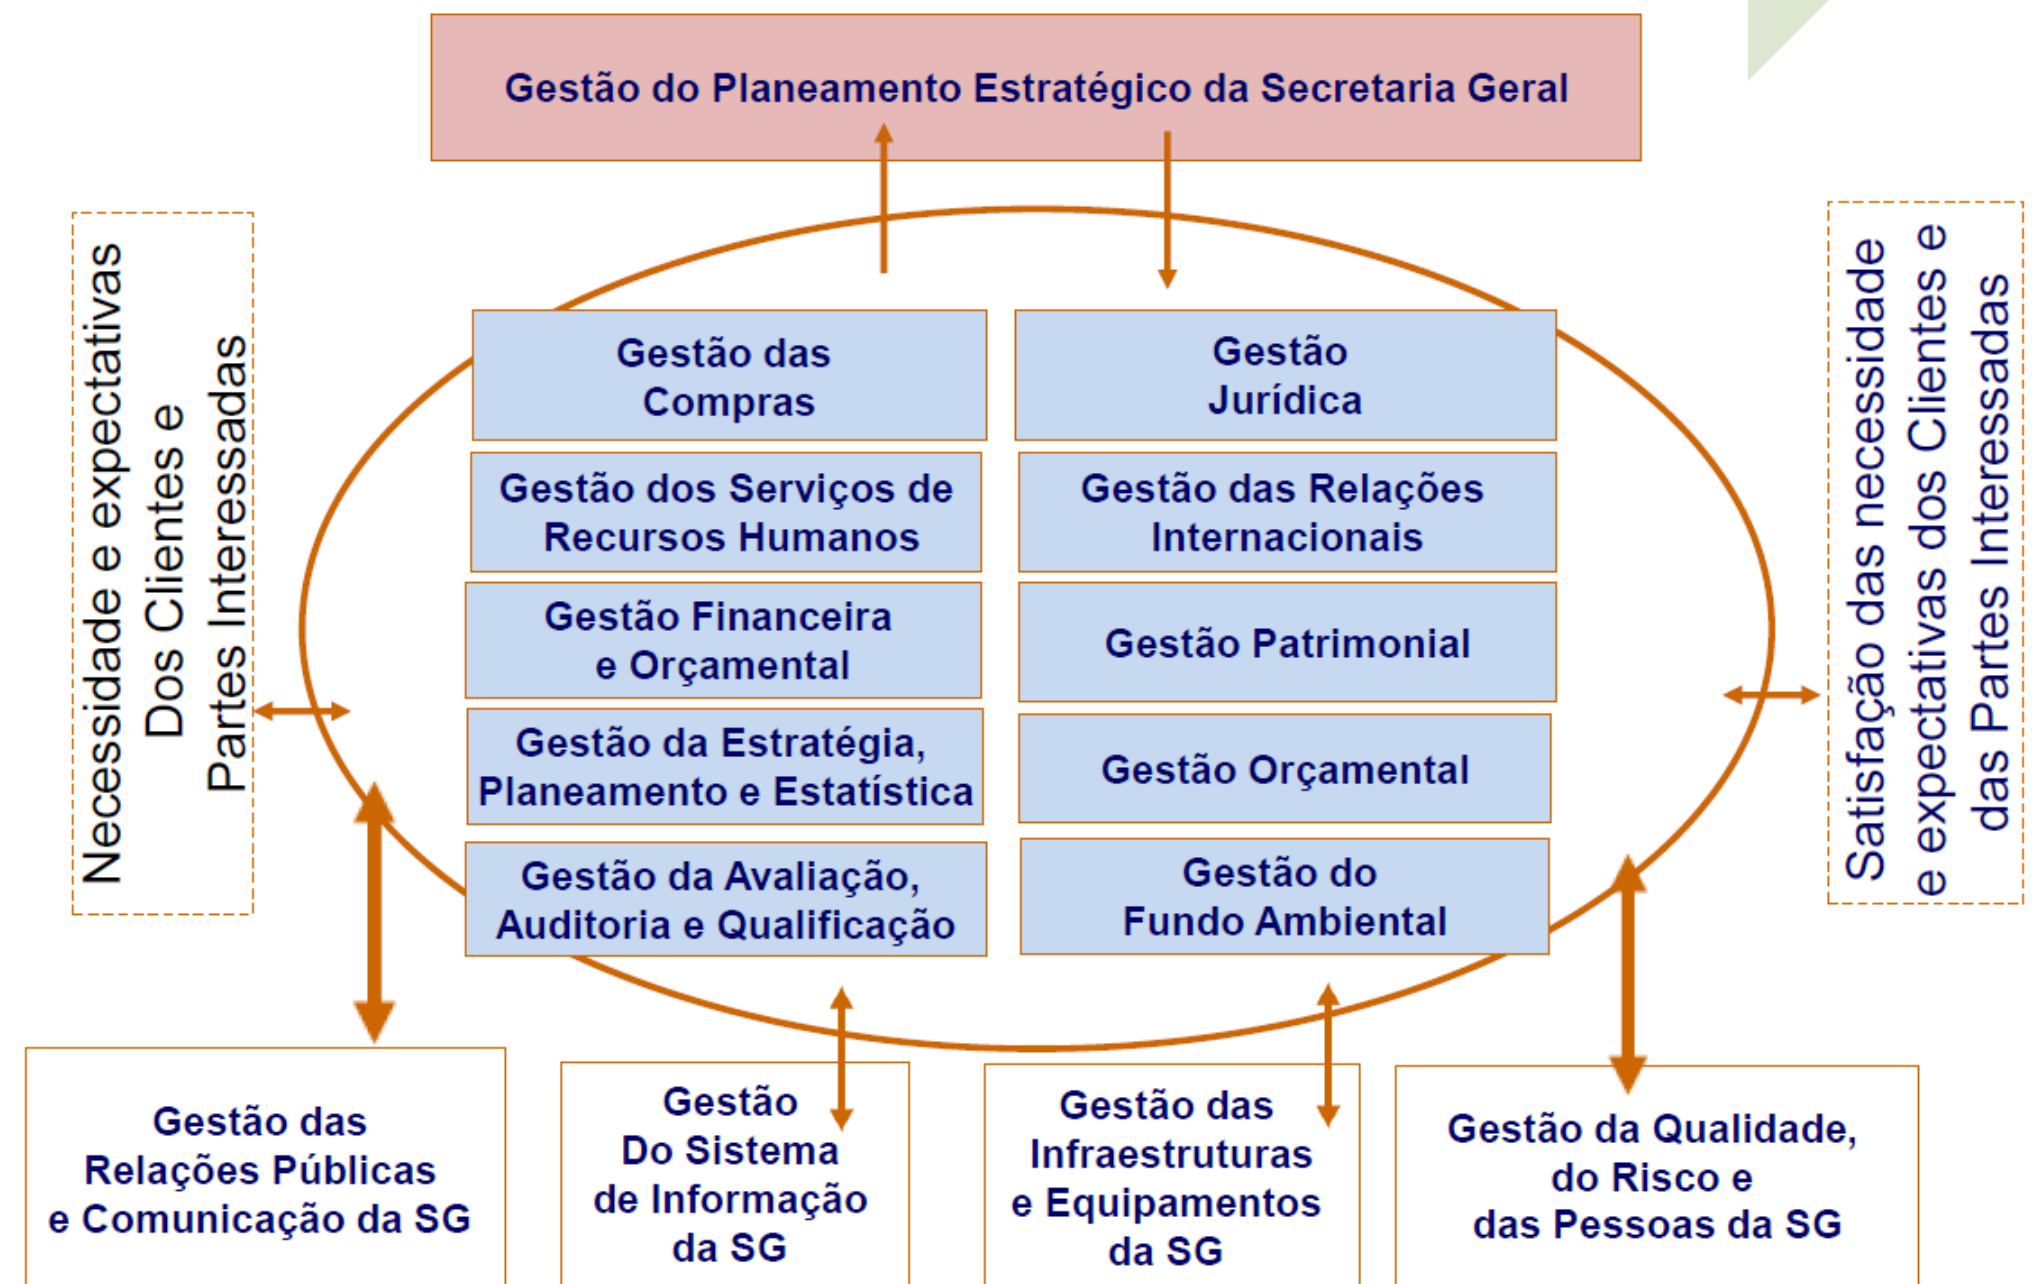 Gestão do Planeamento Estratégico da Secretaria Geral
Necessidade e expectativas
Dos Clientes e
Partes Interessadas
Gestão das
Compras
Gestão
Jurídica
Gestão dos Serviços de
Recursos Humanos
Gestão das Relações
Internacionais
Gestão Financeira
e Orçamental
Gestão Patrimonial
Gestão da Estratégia,
Planeamento e Estatística
Gestão Orçamental
Gestão da Avaliação,
Auditoria e Qualificação
Gestão do
Fundo Ambiental
Satisfação das necessidade
e expectativas dos Clientes e
das Partes Interessadas
Gestão das
Relações Públicas
e Comunicação da SG
Gestão
Do Sistema
de Informação
da SG
Gestão das
Infraestruturas
e Equipamentos
da SG
Gestão da Qualidade,
do Risco e
das Pessoas da SG